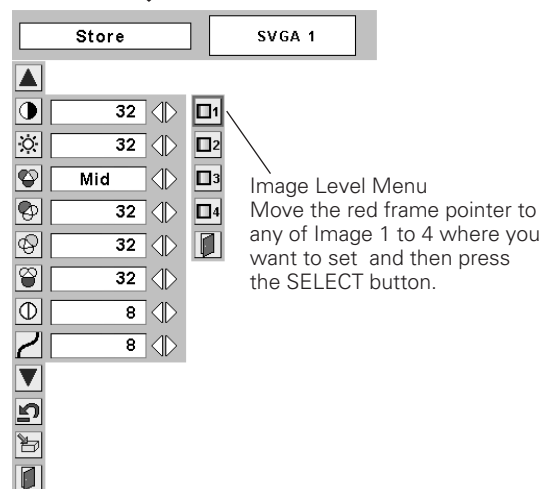 Store
SVGA 1
32
1
32
2
Mid
3
32
4
32
32
8
8
Image Level Menu
Move the red frame pointer to
any of Image 1 to 4 where you
want to set and then press
the SELECT button.